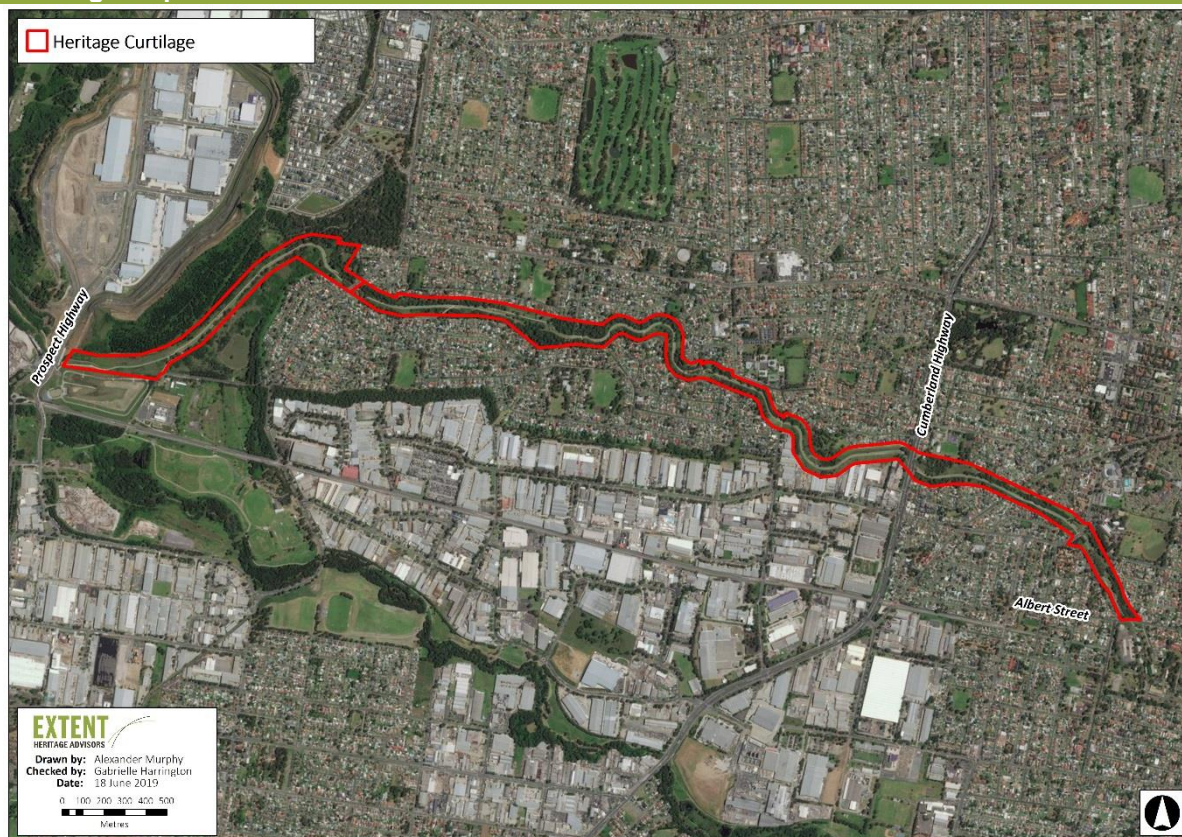 Heritage Curtilage
Prospect Highway
Cumberland Highway
Albert Street
EXTENT
HERITAGE ADVISORS
Drawn by: Alexander Murphy
Checked by: Gabrielle Harrington
Date: 18 June 2019
0 100 200 300 400 500
Metres